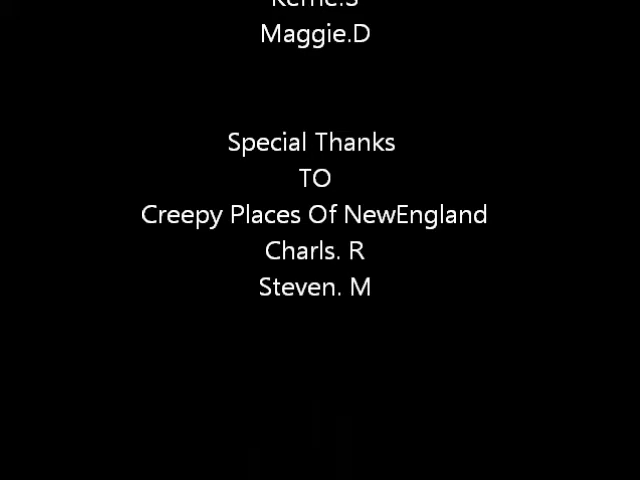 Maggie.D
Special Thanks
TO
Creepy Places Of NewEngland
Charls. R
Steven. M